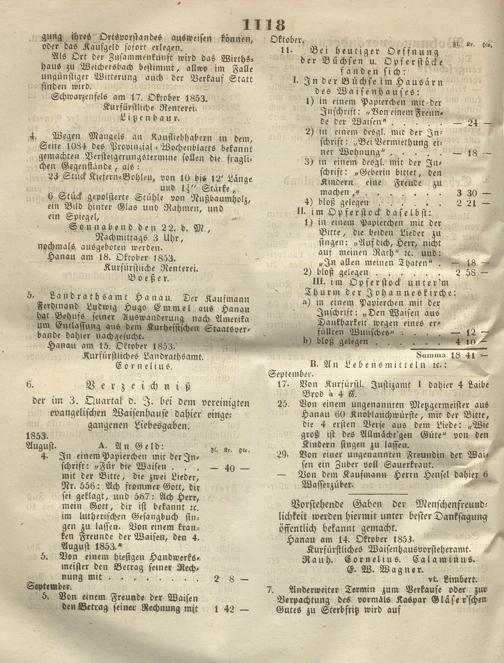 1118
gung ihres Ortsvorstandes ausweisen können,
oder das Kaufgeld sofort erlegen.
Als Ort der Zusammenkunft wird das Wirths-
haus zu Weichersbach bestimmt, allwo im Falle
ungünstiger Witterung auch der Verkauf Statt
finden wird.
Schwarzenfels am 17. Oktober 1853.
Kurfürstliche Renterei.
Litzenbaur.
4. Wegen Mangels an Kaufliebhabern in dem,
Seite 1084 des Provinzial-Wochenblatts bekannt
gemachten Versteigerungstermine sollen die fragli-
chen Gegenstände, als:
23 Stück Kiefern-Bohlen, von 10 bis 12' Länge
und 1½" Stärke,
6 Stück gepolsterte Stühle von Nußbaumholz,
ein Bild hinter Glas und Rahmen, und
ein Spiegel,
Sonnabend den 22. d. M.,
Nachmittags 3 Uhr,
nochmals ausgeboten werden.
Hanau am 18. Oktober 1853.
Kurfürstliche Renterei.
Boeßer.
5. Landrathsamt Hanau. Der Kaufmann
Ferdinand Ludwig Hugo Emmel aus Hanau
hat Behufs seiner Auswanderung nach Amerika
um Entlassung aus dem Kurhessischen Staatsver-
bande dahier nachgesucht.
Hanau am 15. Oktober 1853.
Kurfürstliches Landrathsamt.
Cornelius.
6. Verzeichniß
der im 3. Quartal d. J. bei dem vereinigten
evangelischen Waisenhause dahier einge-
gangenen Liebesgaben.
1853.
August. A. An Geld: fl. kr. hlr.
4. In einem Papierchen mit der In-
schrift: „Für die Waisen . . . — 40 —
mit der Bitte, die zwei Lieder,
Nr. 556: Ach frommer Gott, dir
sei geklagt, und 567: Ach Herr,
mein Gott, dir ist bekannt ꝛc.
im lutherischen Gesangbuch sin-
gen zu lassen. Von einem kran-
ken Freunde der Waisen, den 4.
August 1853."
5. Von einem hiesigen Handwerks-
meister den Betrag seiner Rech-
nung mit . . . . . . . 2 8 —
September.
5. Von einem Freunde der Waisen
den Betrag seiner Rechnung mit 1 42 —
Oktober. fl. kr. hlr.
11. Bei heutiger Oeffnung
der Büchsen u. Opferstöcke
fanden sich:
I. In der Büchse im Hausärn
des Waisenhauses:
1) in einem Papierchen mit der
Inschrift: „Von einem Freun-
de der Waisen" . . . . — 24 —
2) in einem desgl. mit der In-
schrift: „Bei Vermiethung ei-
ner Wohnung" . . . . — 18 —
3) in einem desgl. mit der In-
schrift: „Geberin bittet, den
Kindern eine Freude zu
machen," . . . . . . . 3 30 —
4) bloß gelegen . . . . . . 2 21 —
II. im Opferstock daselbst:
1) in einem Papierchen mit der
Bitte, die beiden Lieder zu
singen: „Auf dich, Herr, nicht
auf meinen Rath" ꝛc. und:
„In allen meinen Thaten" . — 18 —
2) bloß gelegen . . . . . . 2 58 —
III. im Opferstock unter'm
Thurm der Johanneskirche:
a) in einem Papierchen mit der
Inschrift: „Den Waisen aus
Dankbarkeit wegen eines er-
füllten Wunsches" . . . . — 12 —
b) bloß gelegen . . . . . . 4 10 —
Summa 18 41 —
B. An Lebensmitteln ꝛc.:
September.
17. Von Kurfürstl. Justizamt I dahier 4 Laibe
Brod à 4 ℔.
25. Von einem ungenannten Metzgermeister aus
Hanau 60 Knoblauchwürste, mit der Bitte,
die 4 ersten Verse aus dem Liede: „Wie
groß ist des Allmächt'gen Güte" von den
Kindern singen zu lassen.
29. Von einer ungenannten Freundin der Wai-
sen ein Zuber voll Sauerkraut.
— Von dem Kaufmann Herrn Hensel dahier 6
Wasserzüber.
Vorstehende Gaben der Menschenfreund-
lichkeit werden hiermit unter bester Danksagung
öffentlich bekannt gemacht.
Hanau am 14. Oktober 1853.
Kurfürstliches Waisenhausvorsteheramt.
Rauh. Cornelius. Calaminus.
E. W. Wagner.
vt. Limbert.
7. Anderweiter Termin zum Verkaufe oder zur
Verpachtung des vormals Kaspar Gläser'schen
Gutes zu Sterbfritz wird auf